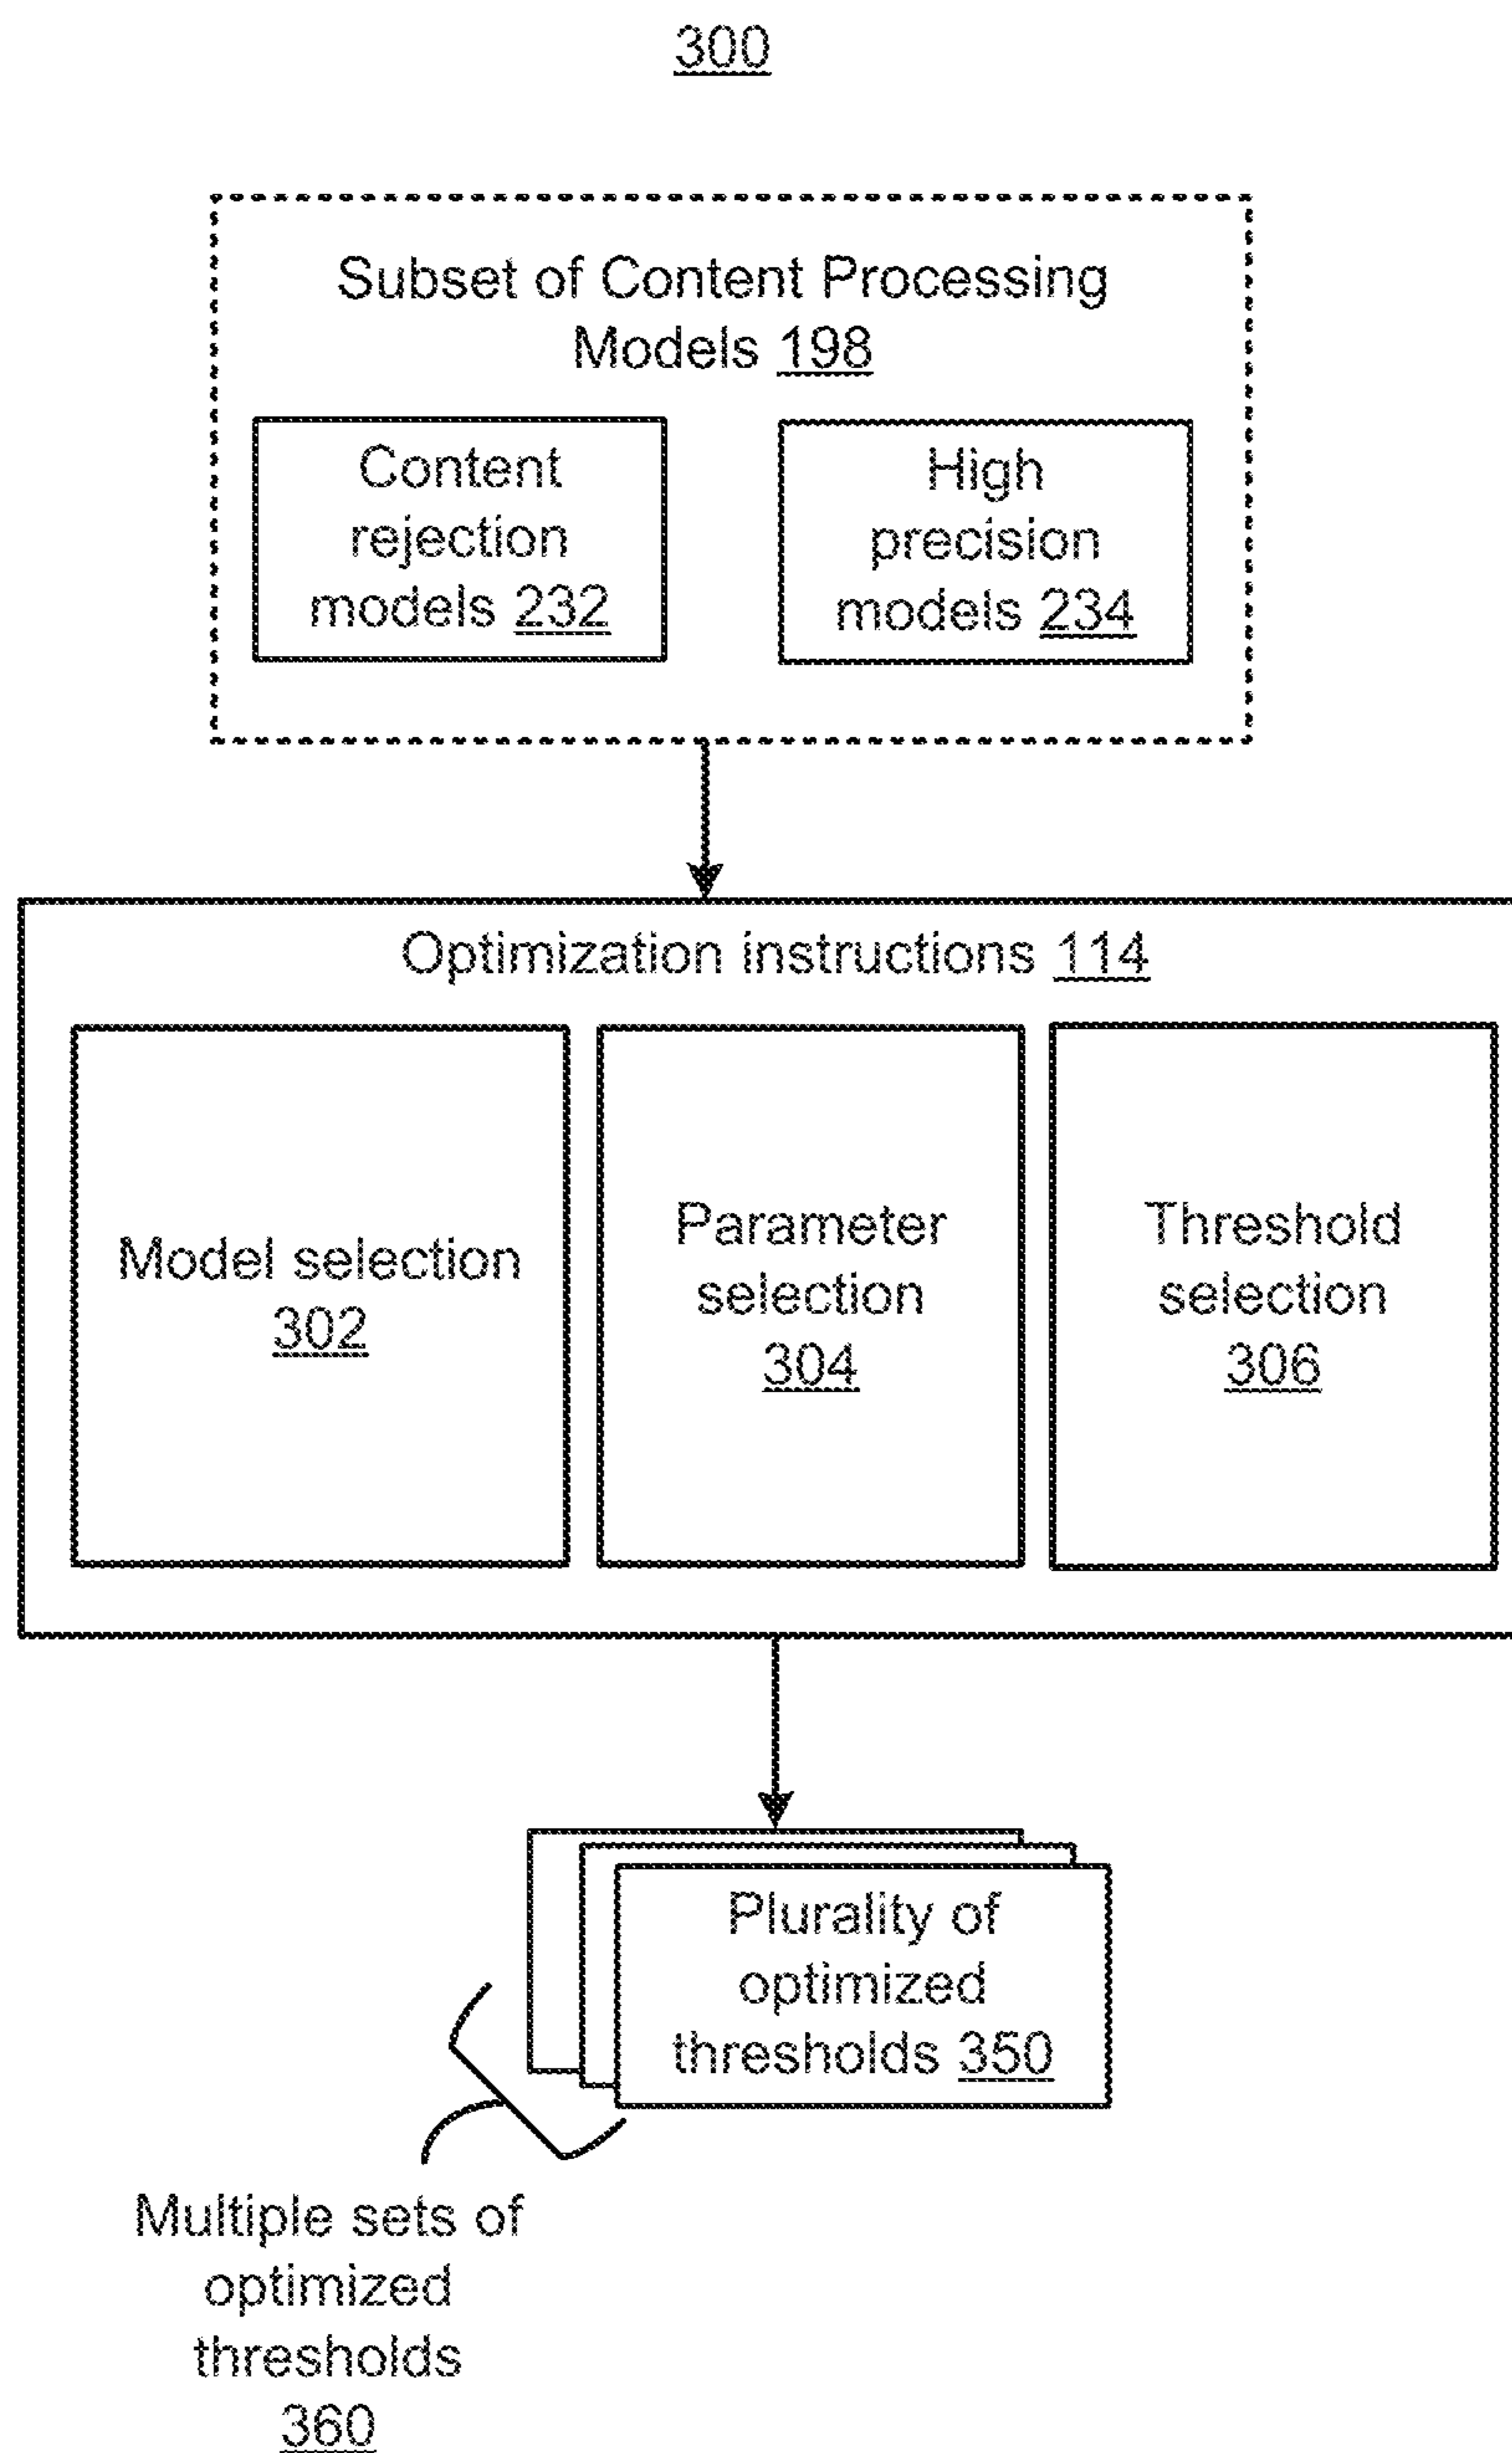 300
Subset of Content Processing
Models 198
Content
rejection
models 232
High
precision
models 234
Optimization instructions 114
Model selection
302
Parameter
selection
304
Threshold
selection
306
Plurality of
optimized
thresholds 350
Multiple sets of
optimized
thresholds
360